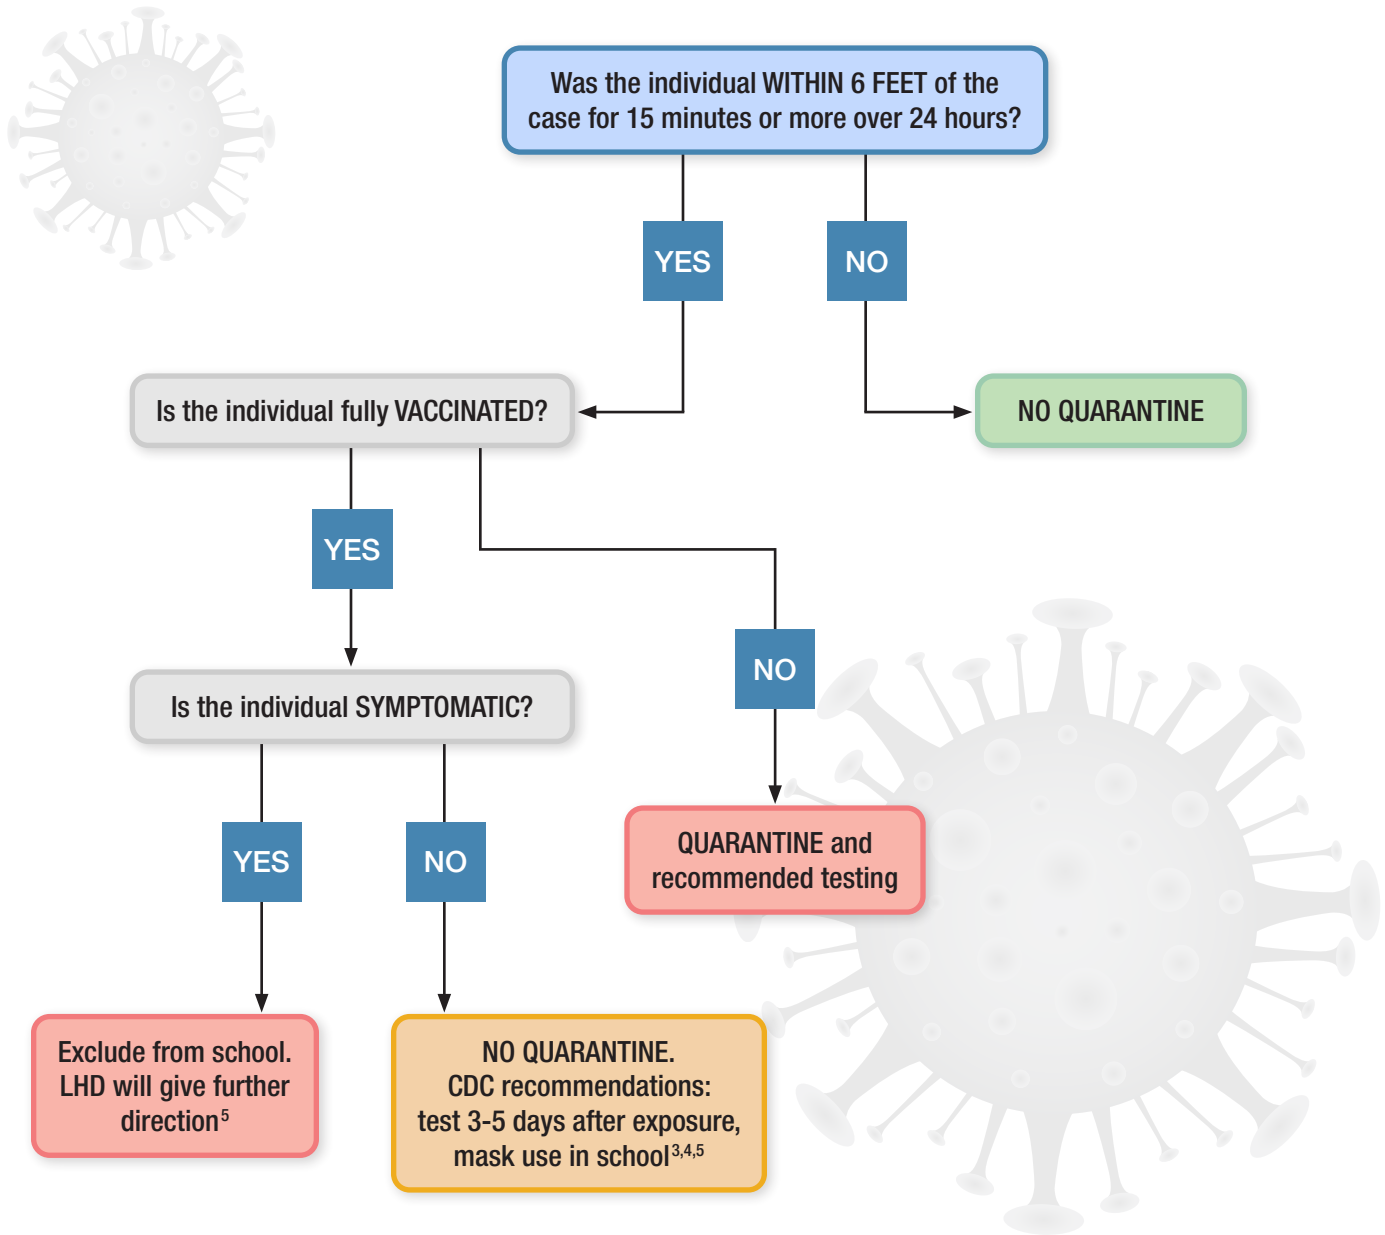 Was the individual WITHIN 6 FEET of the
case for 15 minutes or more over 24 hours?
YES
NO
Is the individual fully VACCINATED?
NO QUARANTINE
YES
NO
Is the individual SYMPTOMATIC?
YES
NO
QUARANTINE and
recommended testing
Exclude from school.
LHD will give further
direction⁵
NO QUARANTINE.
CDC recommendations:
test 3-5 days after exposure,
mask use in school³,⁴,⁵